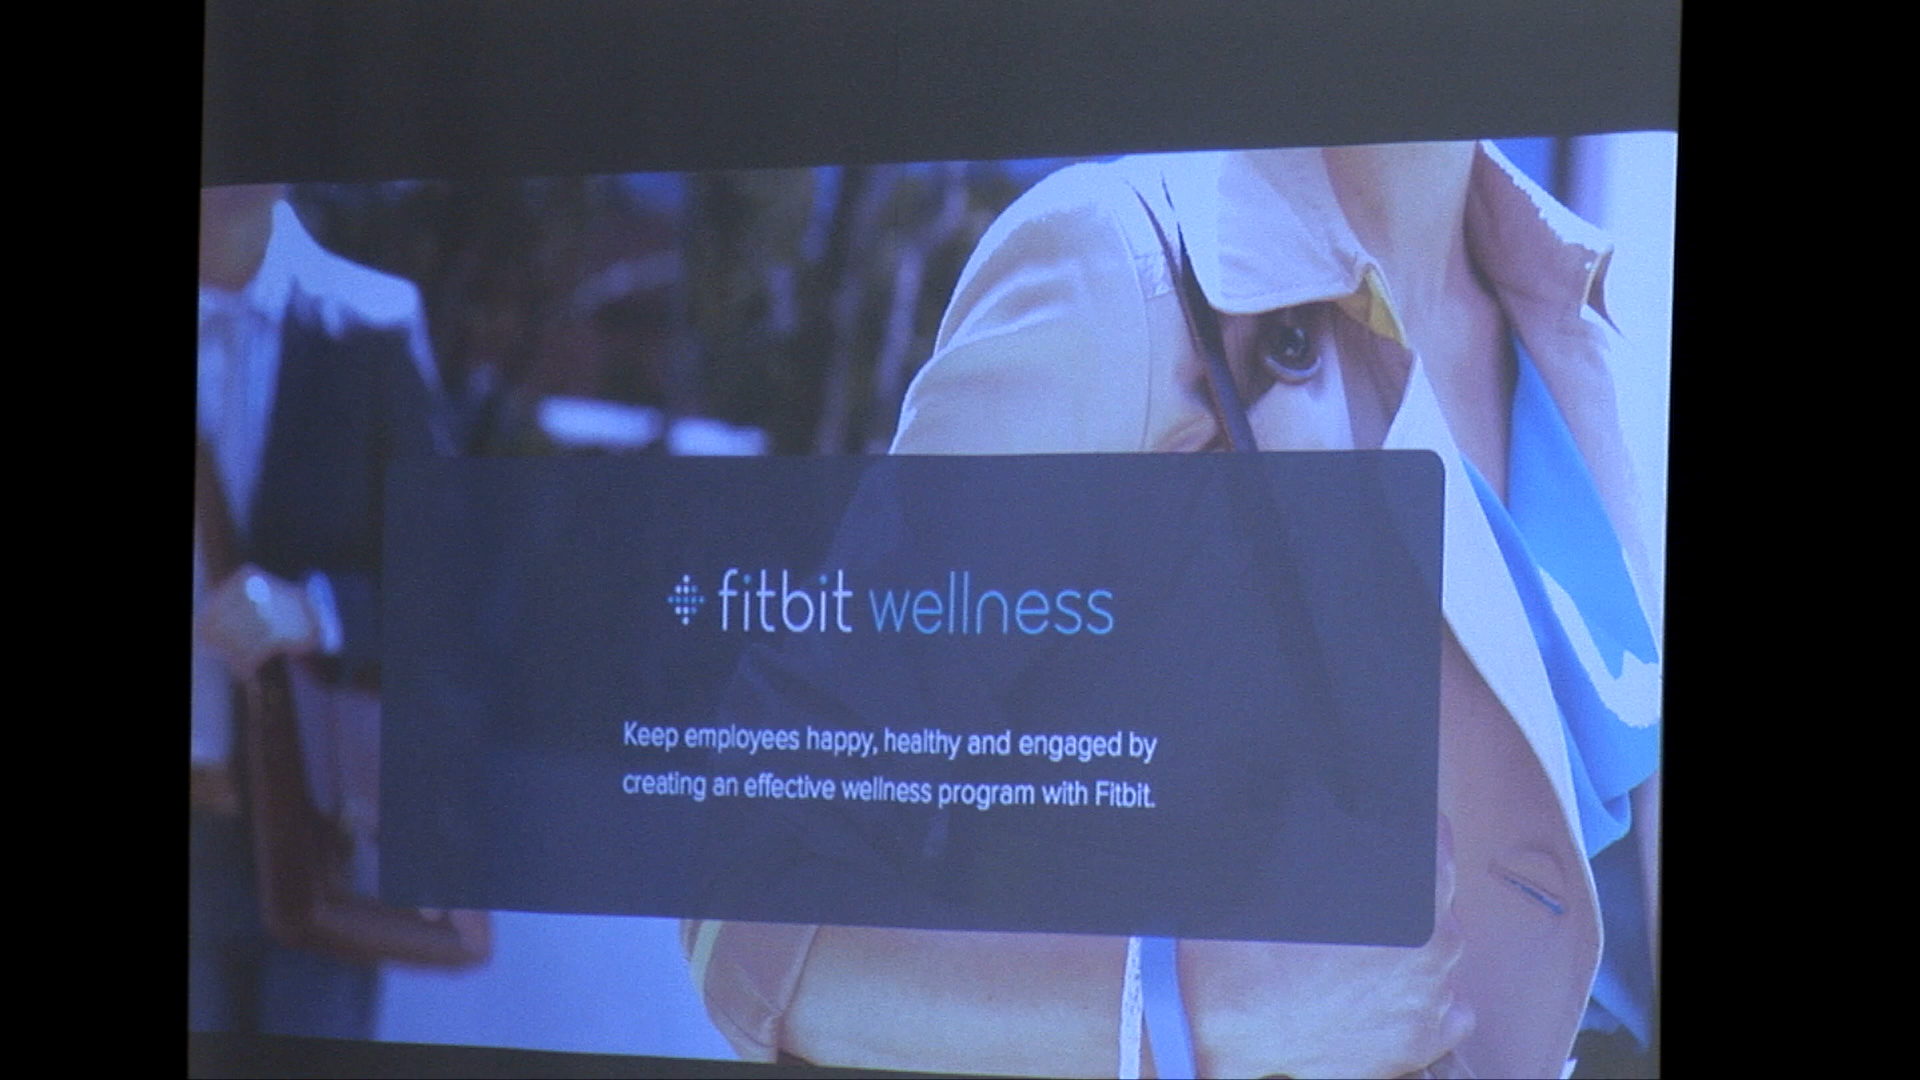 fitbit wellness
Keep employees happy, healthy and engaged by
creating an effective wellness program with Fitbit.